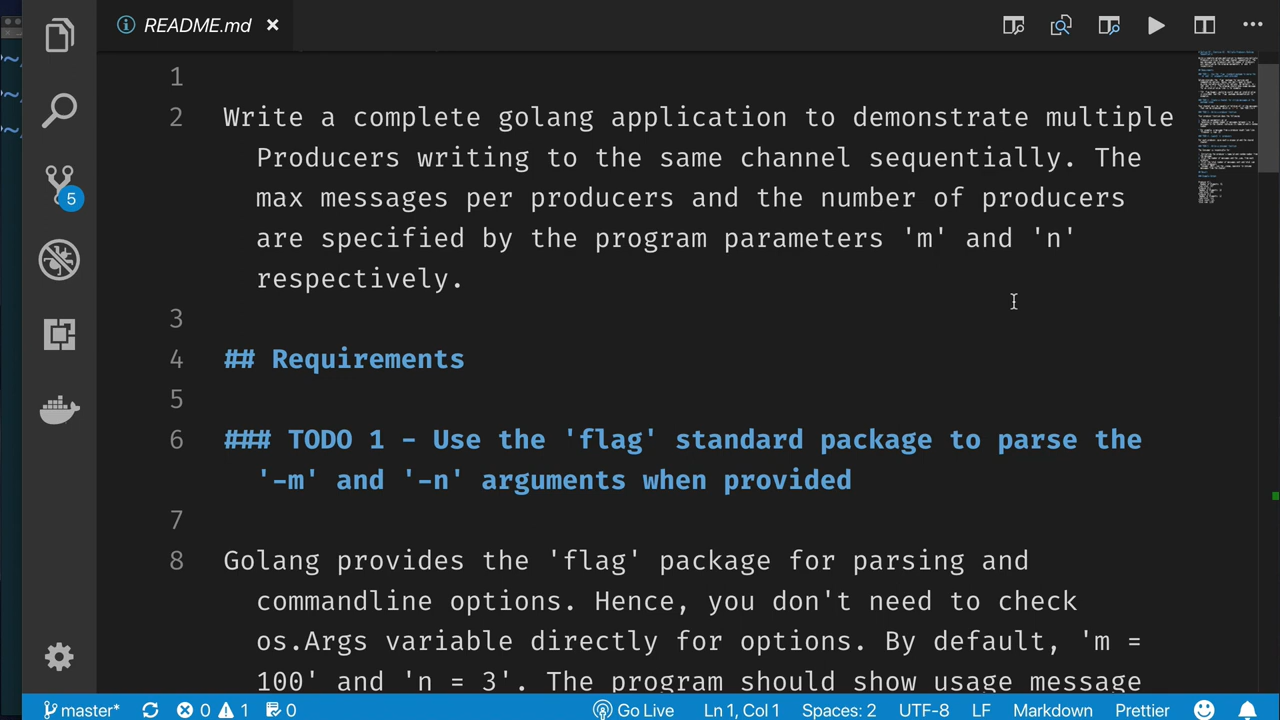 README.md
1
2 Write a complete golang application to demonstrate multiple
Producers writing to the same channel sequentially. The
max messages per producers and the number of producers
are specified by the program parameters 'm' and 'n'
respectively.
3
4 ## Requirements
5
6 ### TODO 1 - Use the 'flag' standard package to parse the
'-m' and '-n' arguments when provided
7
8 Golang provides the 'flag' package for parsing and
commandline options. Hence, you don't need to check
os.Args variable directly for options. By default, 'm =
100' and 'n = 3'. The program should show usage message
5
master* 0 1 0 Go Live Ln 1, Col 1 Spaces: 2 UTF-8 LF Markdown Prettier